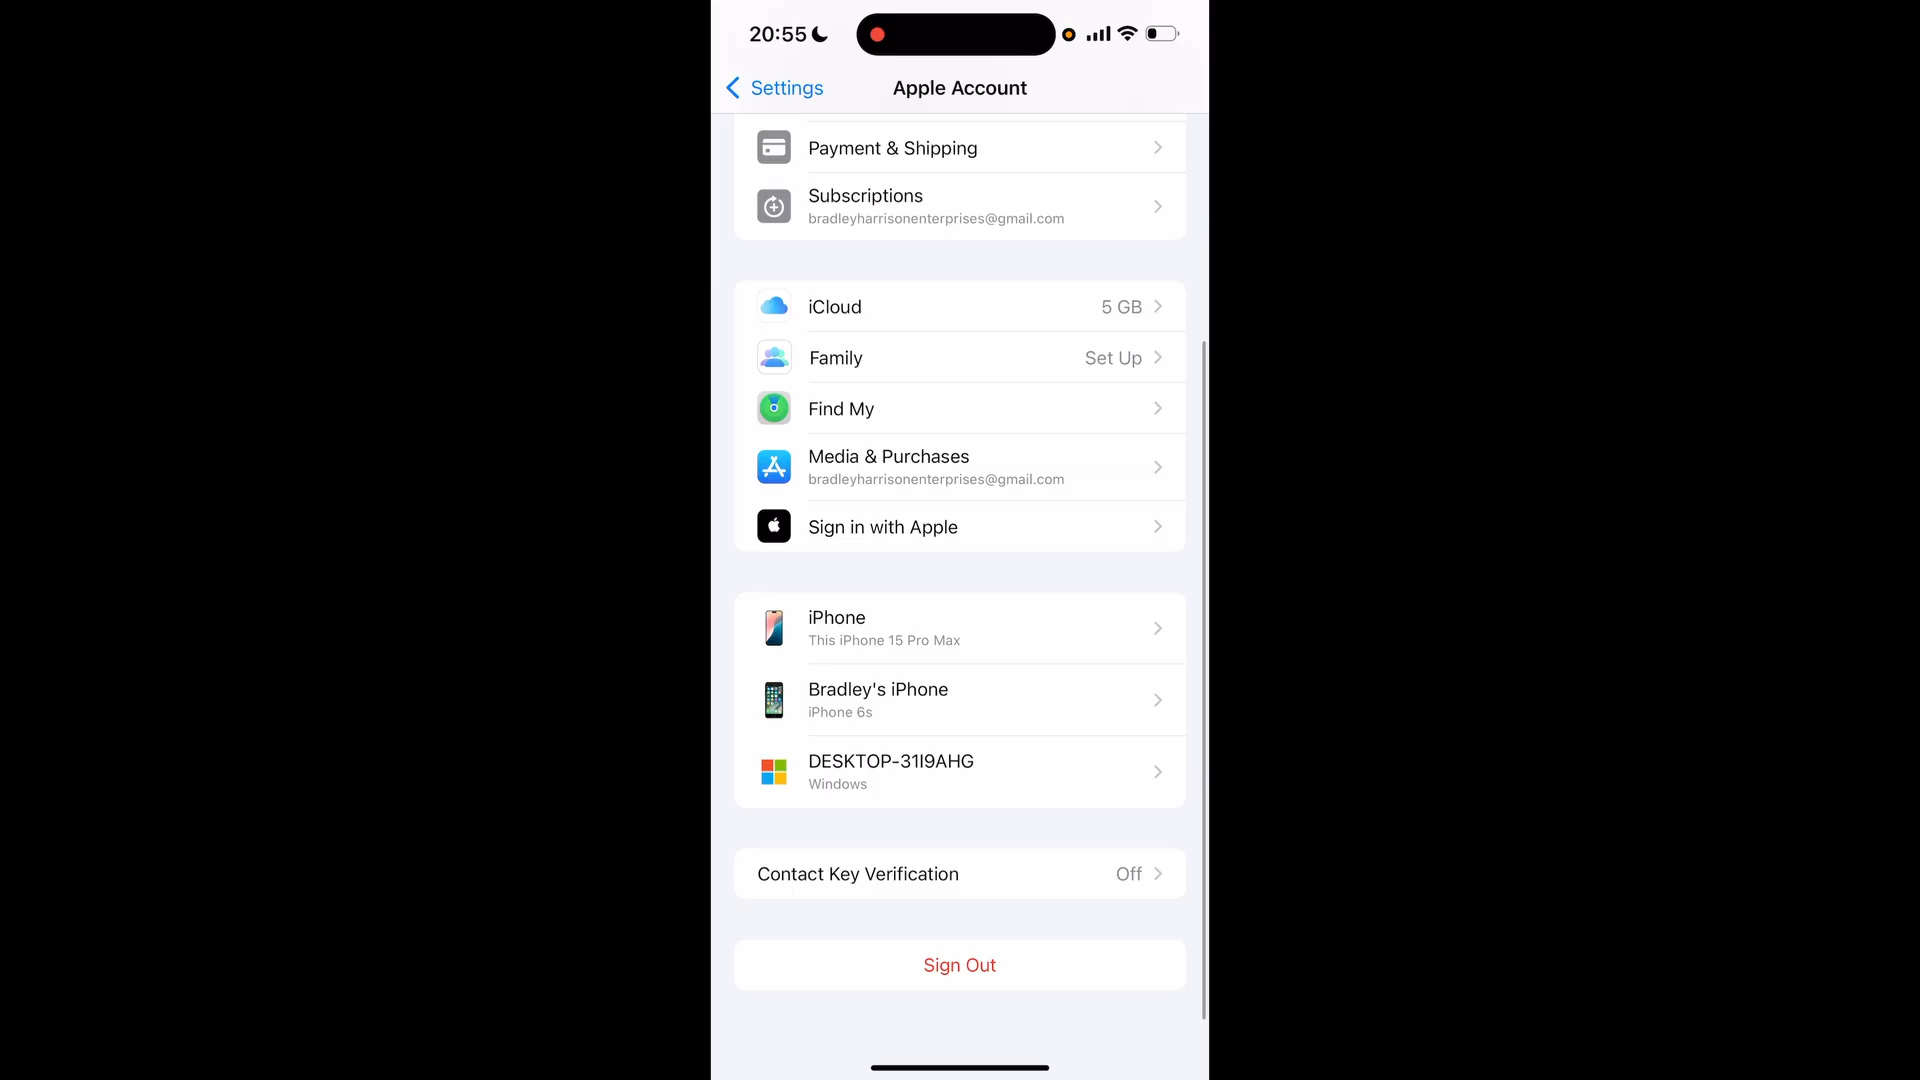 20:55
Settings
Apple Account
Payment & Shipping
Subscriptions
bradleyharrisonenterprises@gmail.com
iCloud 5 GB
Family Set Up
Find My
Media & Purchases
bradleyharrisonenterprises@gmail.com
Sign in with Apple
iPhone
This iPhone 15 Pro Max
Bradley's iPhone
iPhone 6s
DESKTOP-31I9AHG
Windows
Contact Key Verification Off
Sign Out